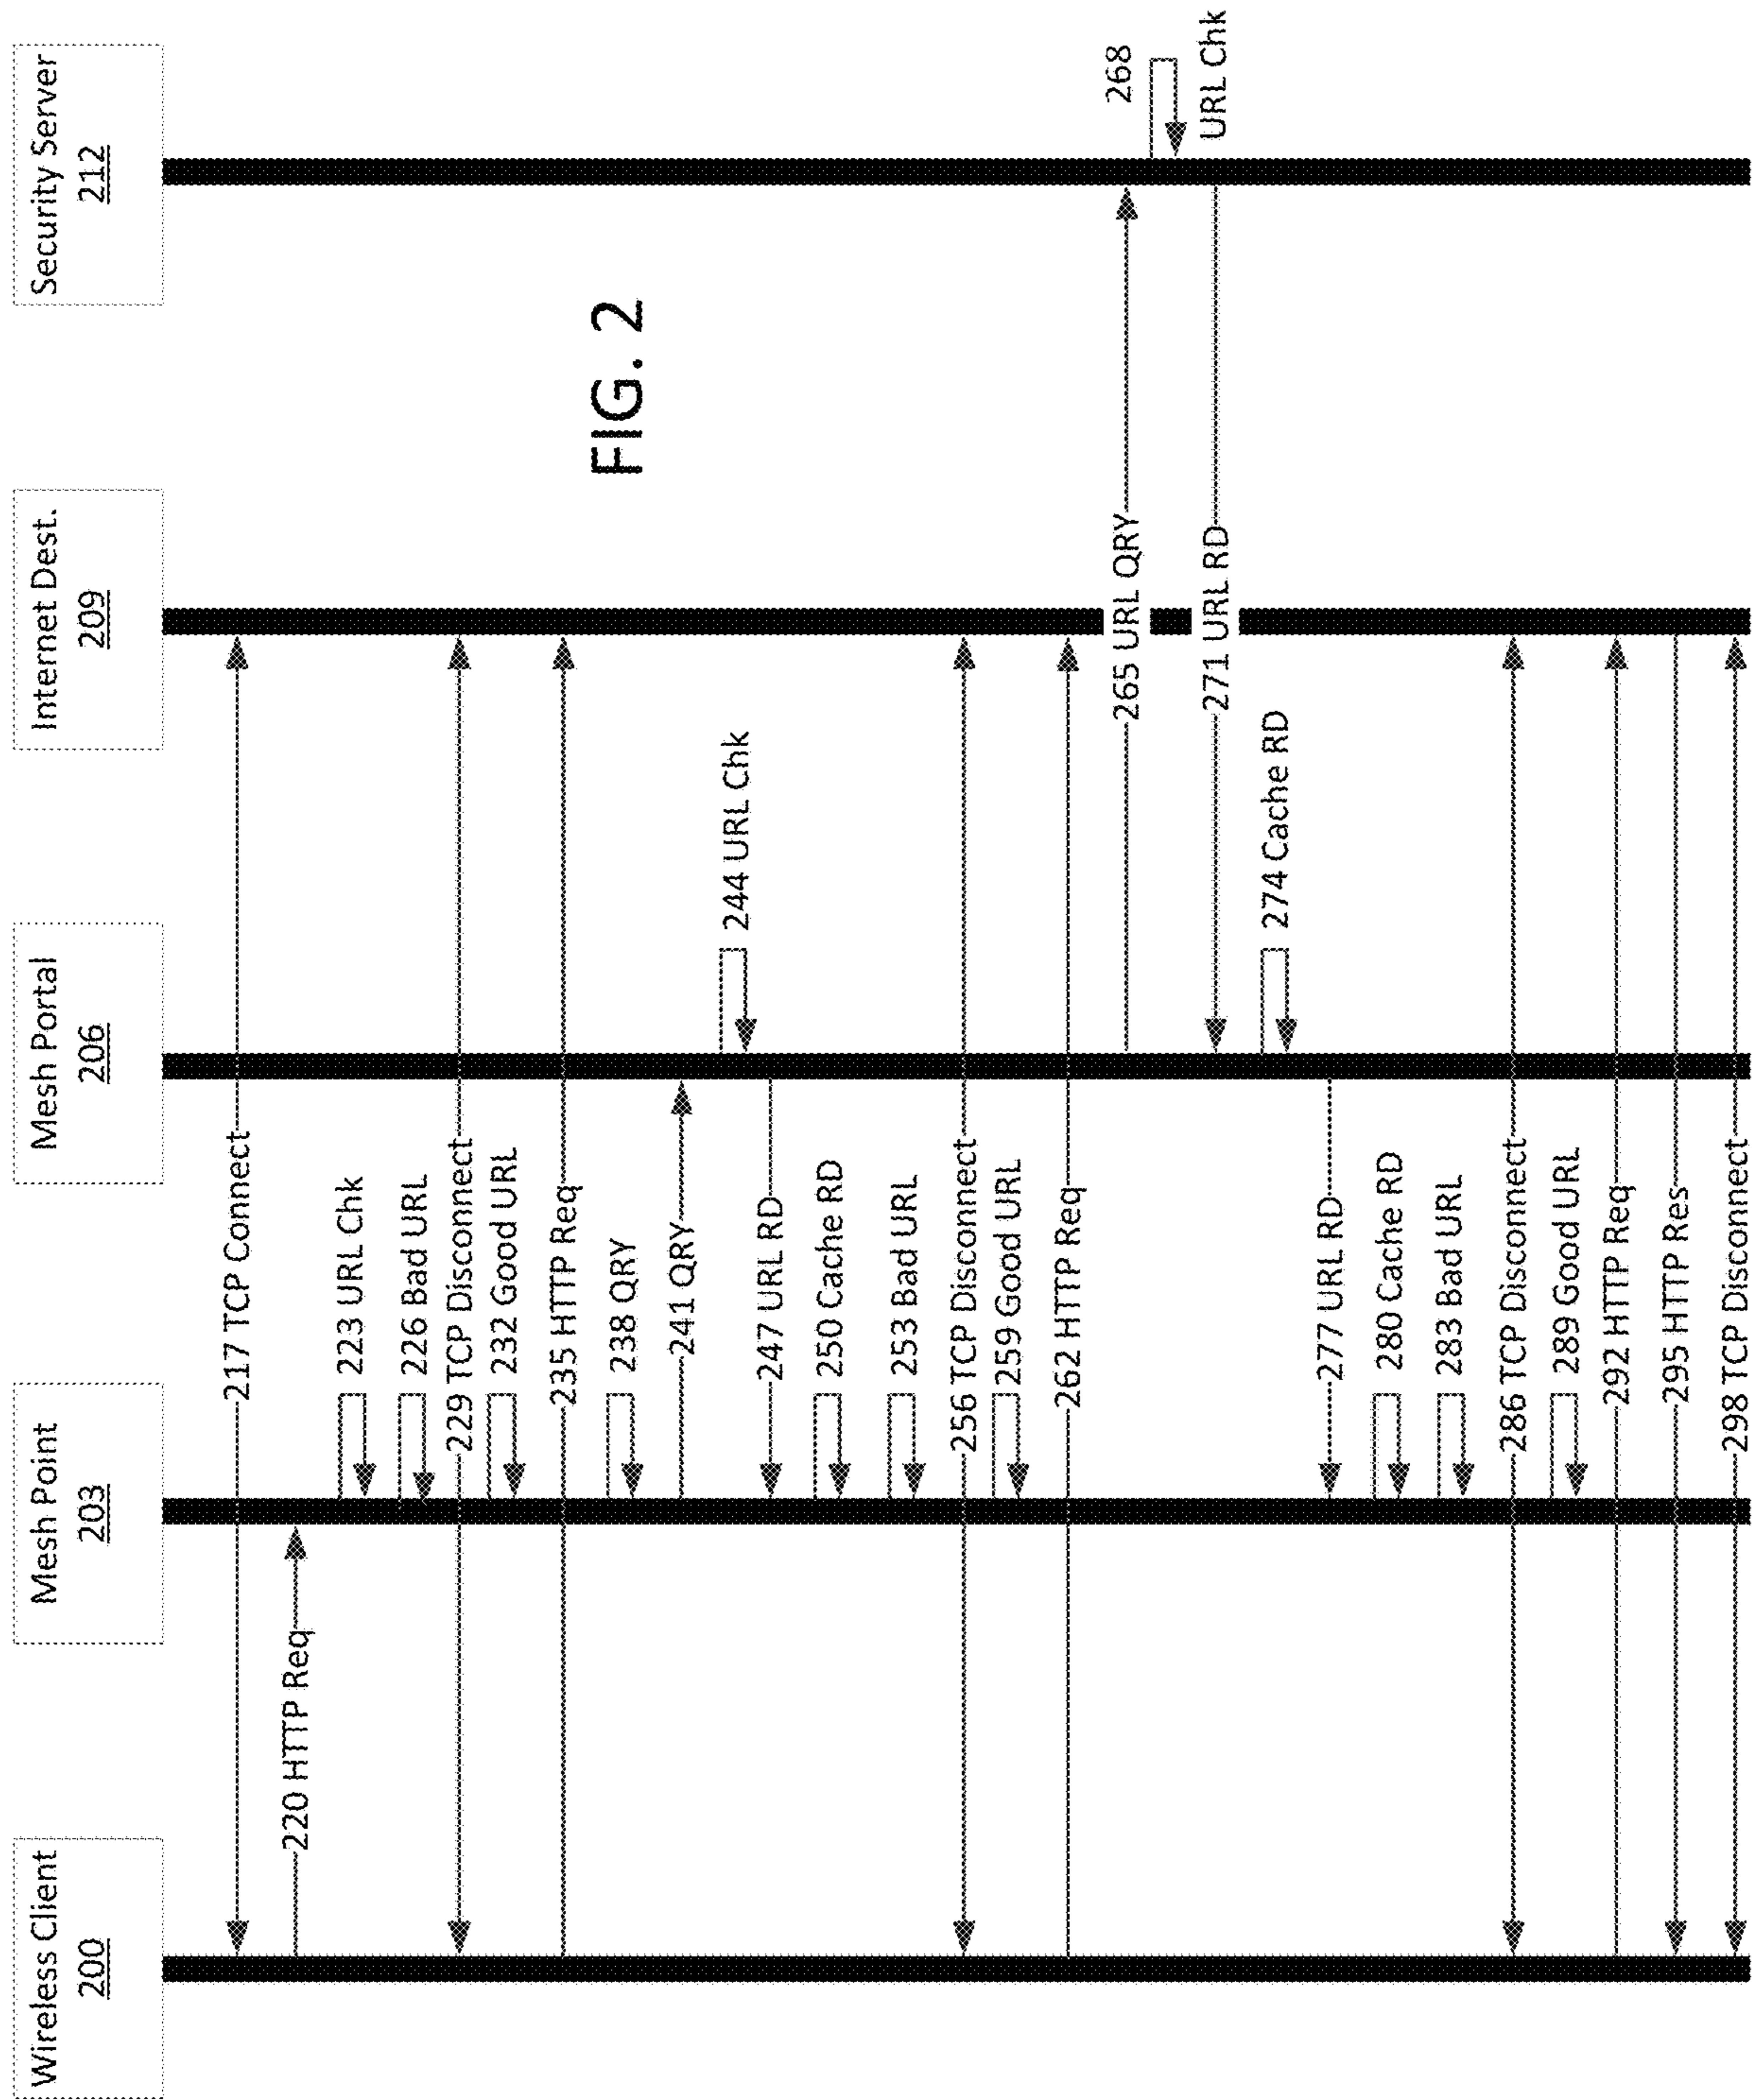 Wireless Client
200
Mesh Point
203
Mesh Portal
206
Internet Dest.
209
Security Server
212
217 TCP Connect
220 HTTP Req
223 URL Chk
226 Bad URL
229 TCP Disconnect
232 Good URL
235 HTTP Req
238 QRY
241 QRY
244 URL Chk
247 URL RD
250 Cache RD
253 Bad URL
256 TCP Disconnect
259 Good URL
262 HTTP Req
265 URL QRY
268
URL Chk
271 URL RD
274 Cache RD
277 URL RD
280 Cache RD
283 Bad URL
286 TCP Disconnect
289 Good URL
292 HTTP Req
295 HTTP Res
298 TCP Disconnect
FIG. 2